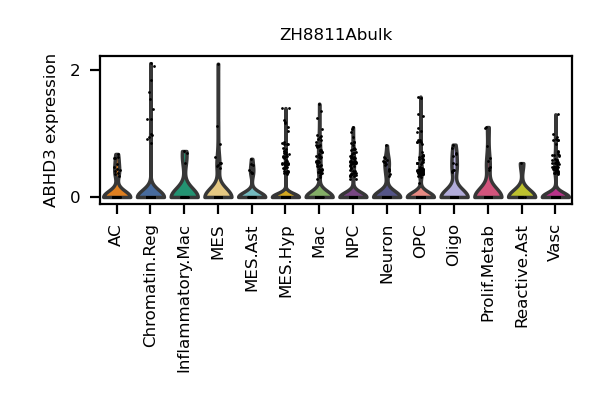 ZH8811Abulk
ABHD3 expression
2
0
AC
Chromatin.Reg
Inflammatory.Mac
MES
MES.Ast
MES.Hyp
Mac
NPC
Neuron
OPC
Oligo
Prolif.Metab
Reactive.Ast
Vasc